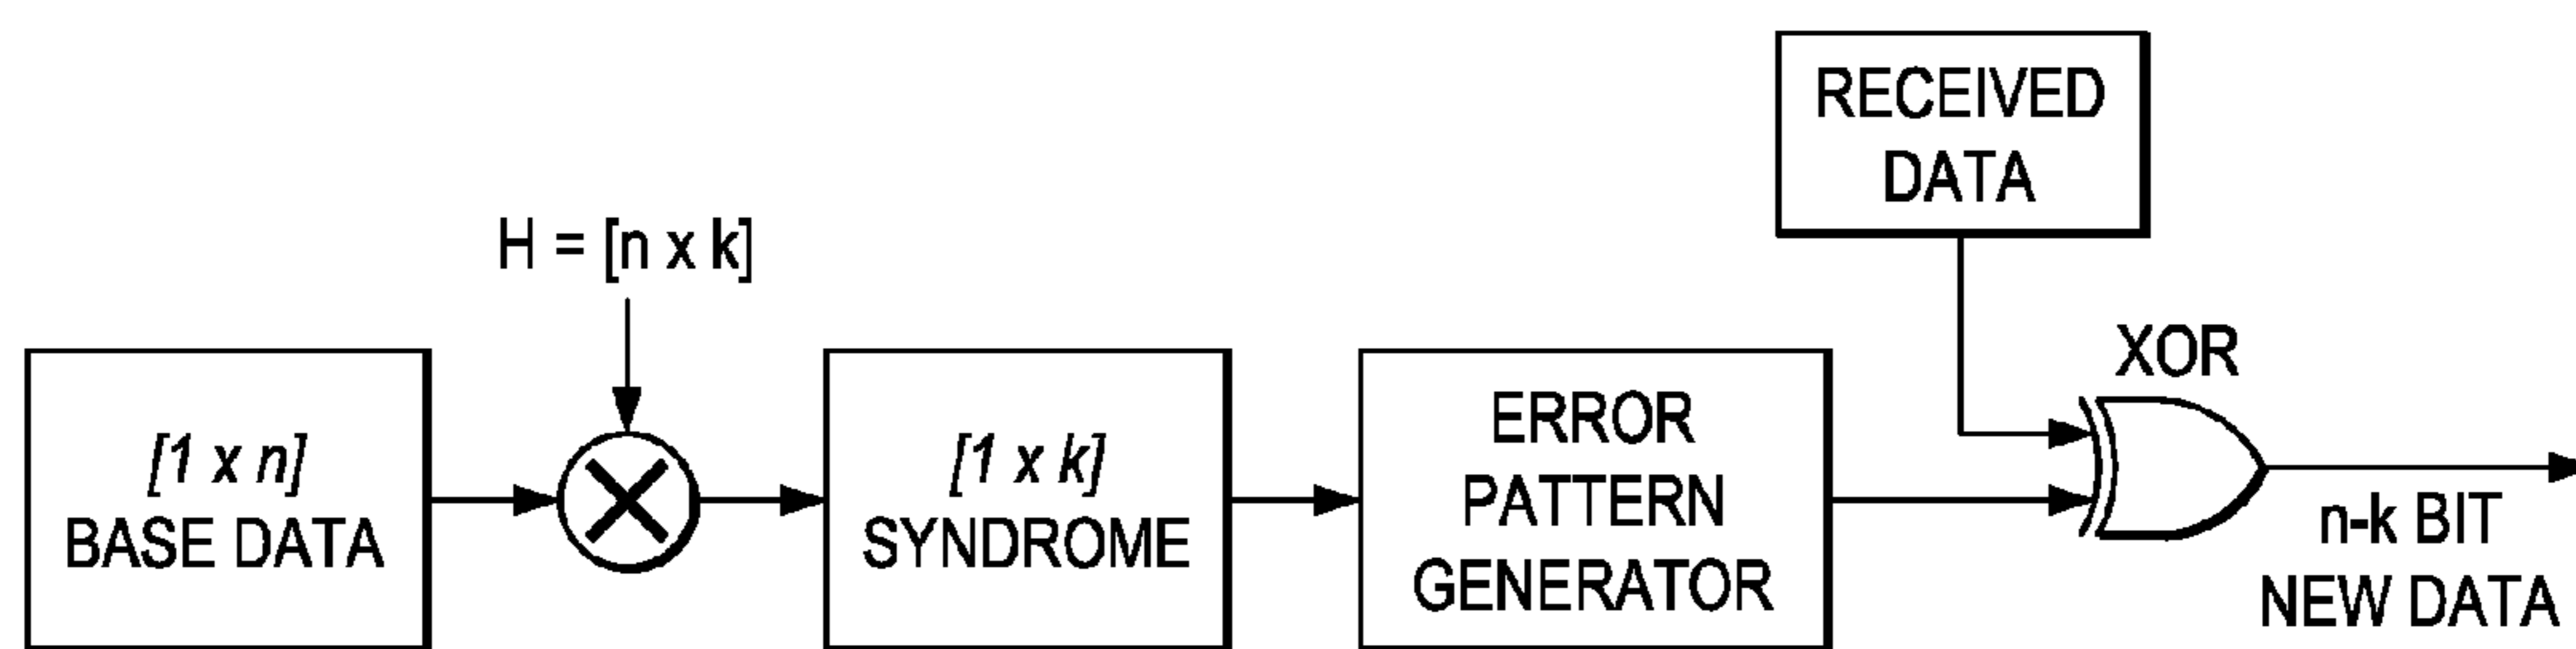 RECEIVED
DATA
H = [n x k]
XOR
[1 x n]
BASE DATA
[1 x k]
SYNDROME
ERROR
PATTERN
GENERATOR
n-k BIT
NEW DATA